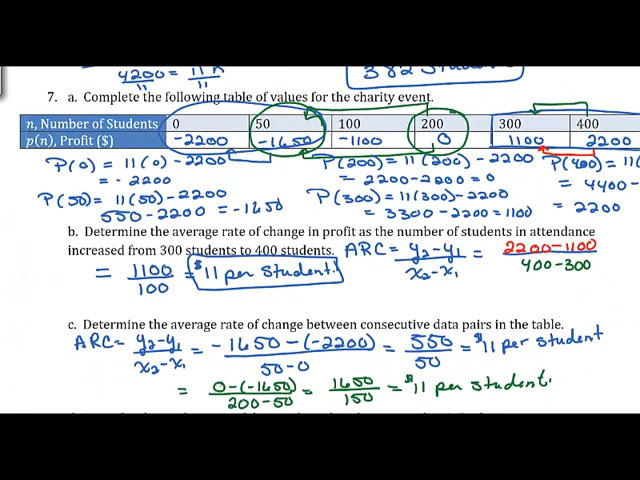 4200 = 11n
11 11
382 Students
7. a. Complete the following table of values for the charity event.
n, Number of Students 0 50 100 200 300 400
p(n), Profit ($) -2200 -1650 -1100 0 1100 2200
P(0) = 11(0) - 2200
= -2200
P(50) = 11(50) - 2200
550 - 2200 = -1650
P(200) = 11(200) - 2200
= 2200 - 2200 = 0
P(300) = 11(300) - 2200
= 3300 - 2200 = 1100
P(400) = 11(
= 4400 -
= 2200
b. Determine the average rate of change in profit as the number of students in attendance
increased from 300 students to 400 students. ARC = y2-y1 / x2-x1 = 2200-1100 / 400-300
= 1100 / 100 = $11 per student.
c. Determine the average rate of change between consecutive data pairs in the table.
ARC = y2-y1 / x2-x1 = -1650-(-2200) / 50-0 = 550 / 50 = $11 per student
= 0-(-1650) / 200-50 = 1650 / 150 = $11 per student.